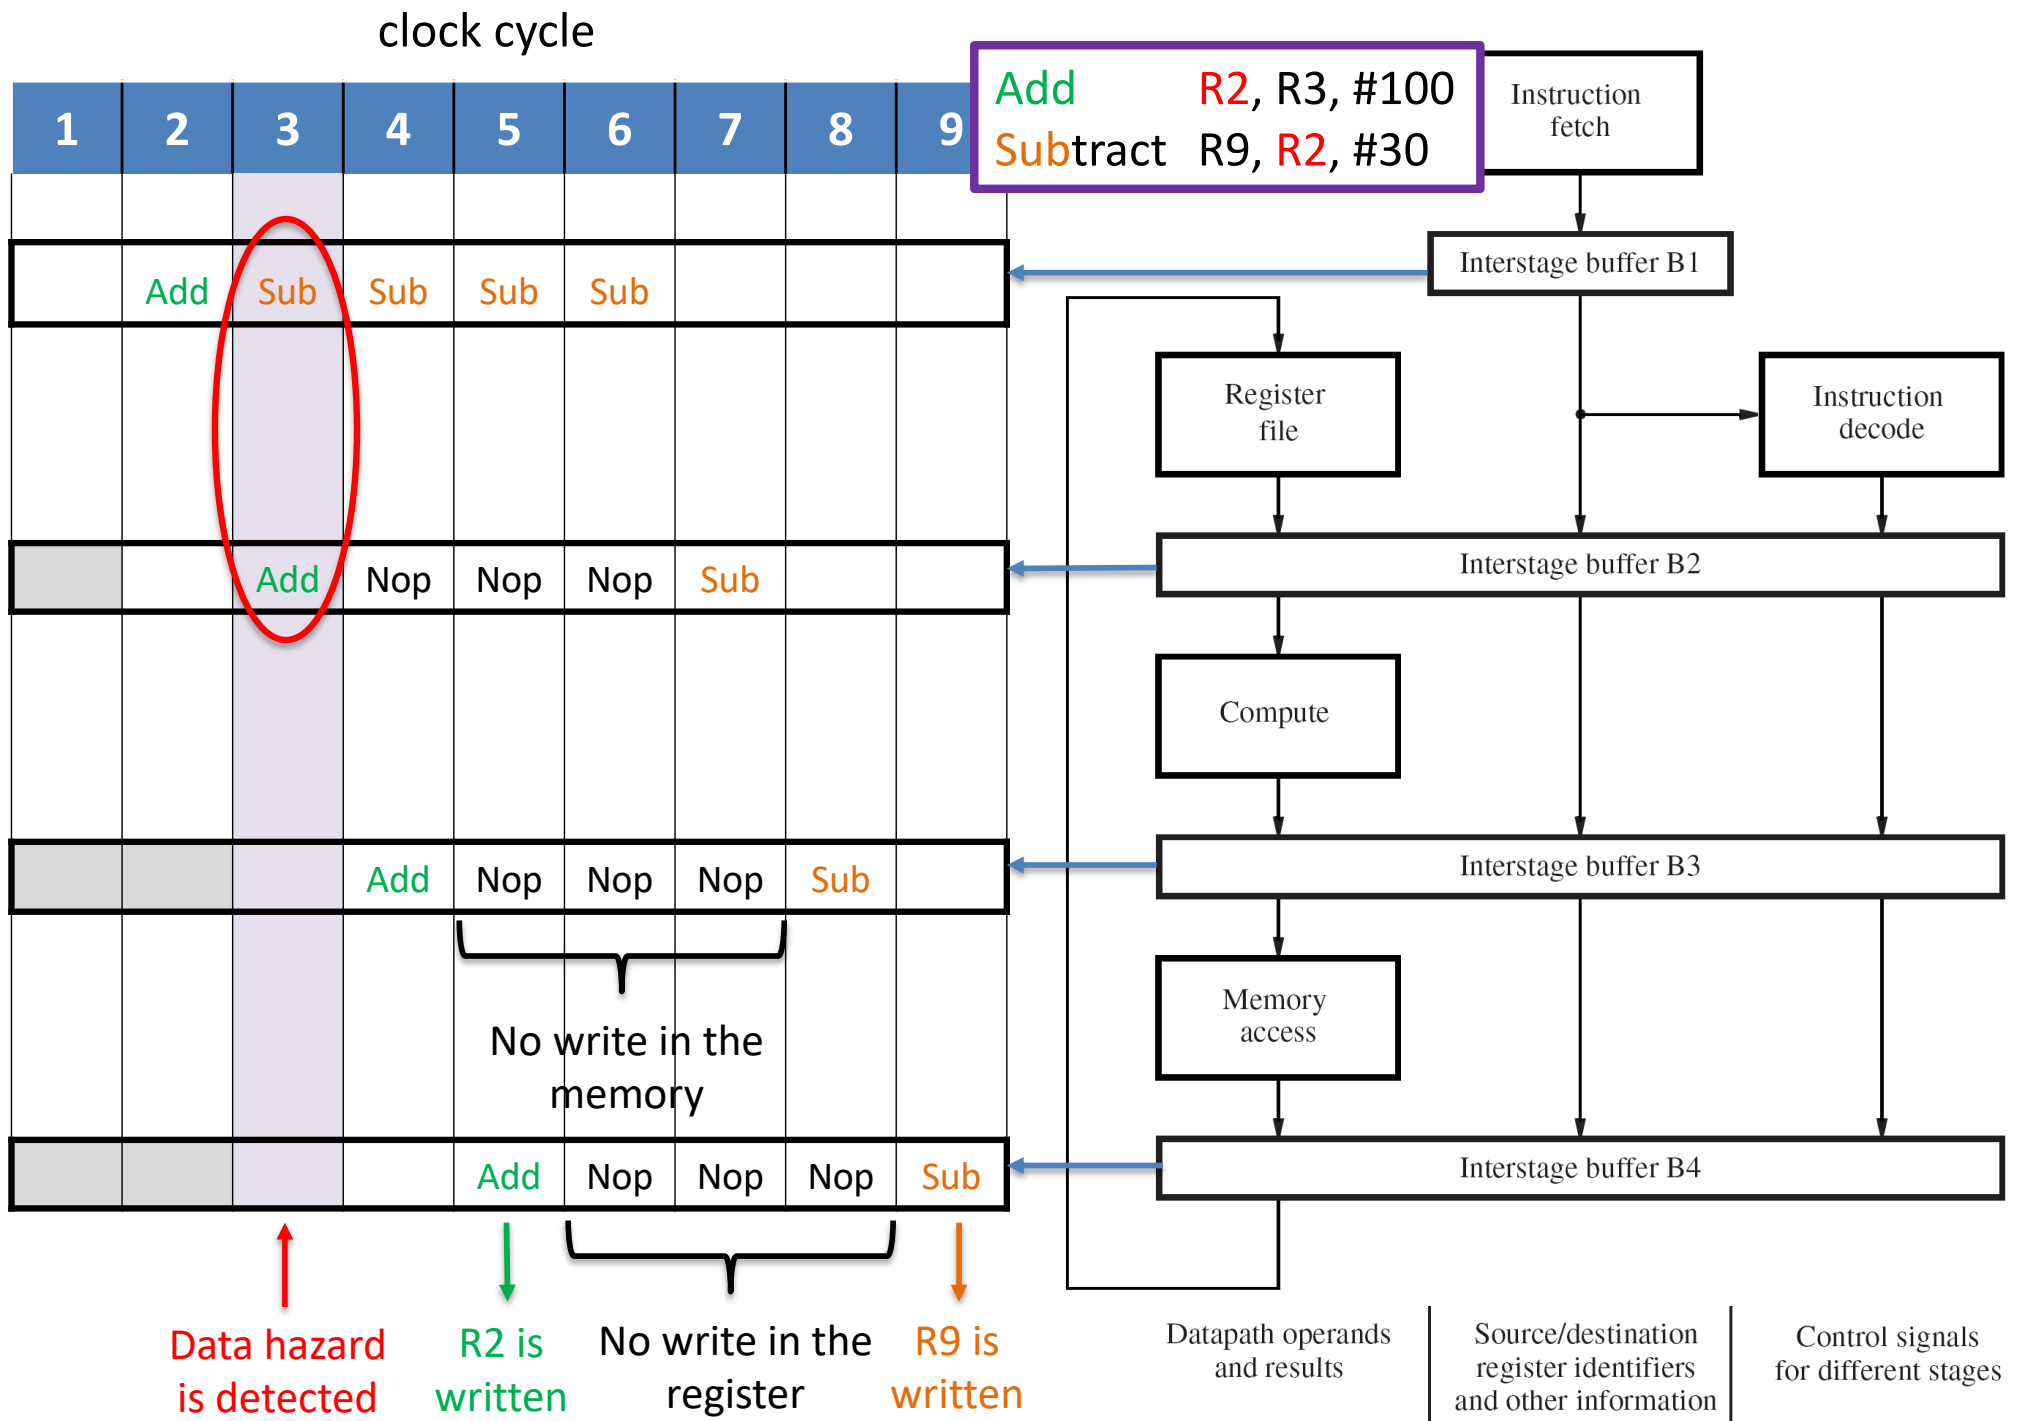 clock cycle
1 2 3 4 5 6 7 8 9
Add R2, R3, #100
Subtract R9, R2, #30
Instruction
fetch
Interstage buffer B1
Add Sub Sub Sub Sub
Register
file
Instruction
decode
Add Nop Nop Nop Sub
Interstage buffer B2
Compute
Add Nop Nop Nop Sub
Interstage buffer B3
No write in the
memory
Memory
access
Add Nop Nop Nop Sub
Interstage buffer B4
Data hazard
is detected
R2 is
written
No write in the
register
R9 is
written
Datapath operands
and results
Source/destination
register identifiers
and other information
Control signals
for different stages